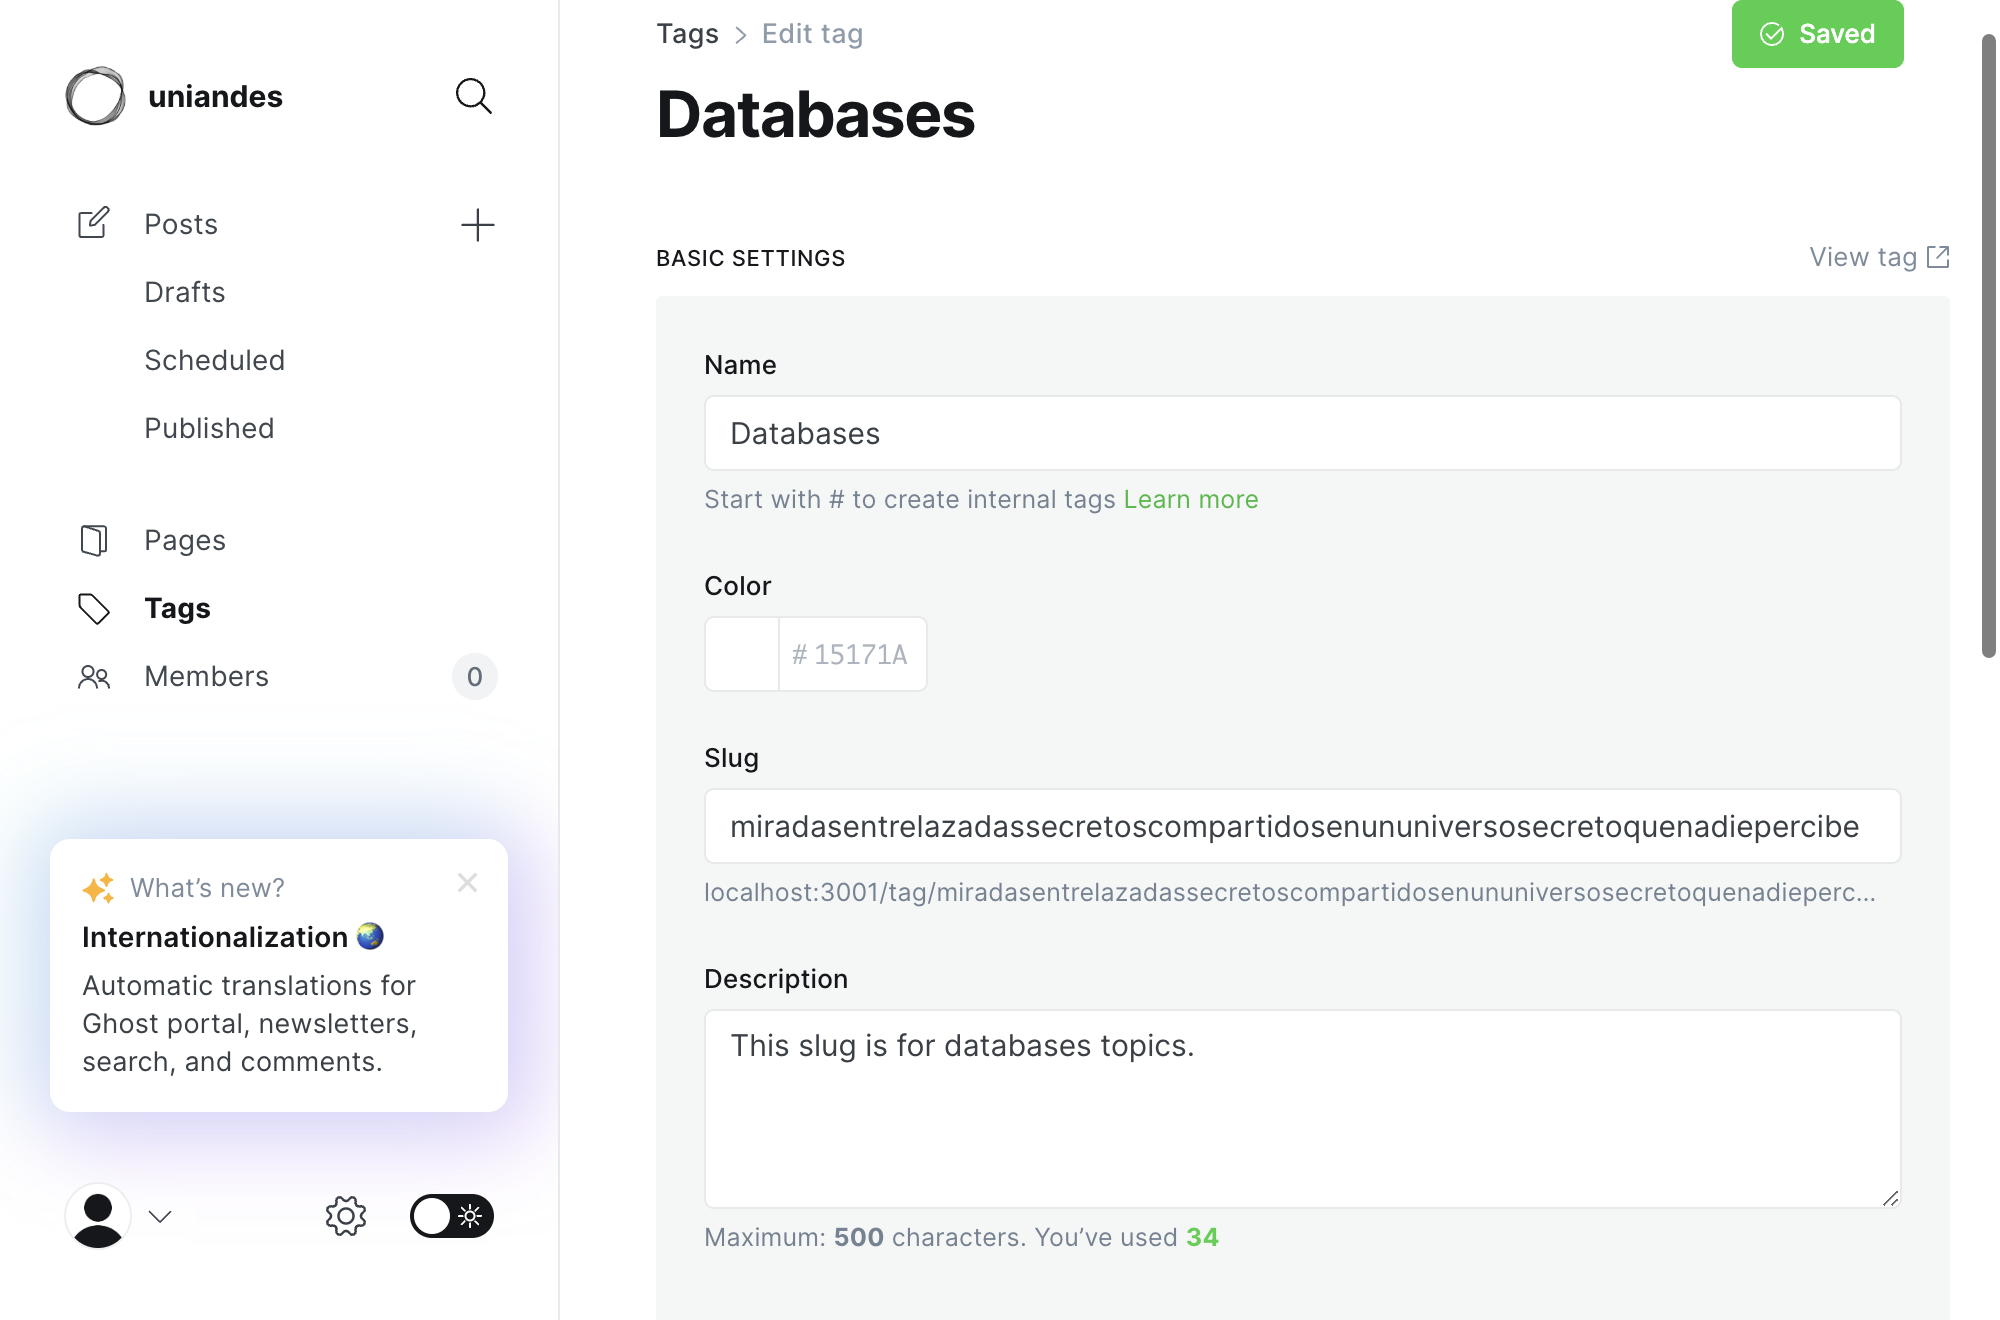 uniandes
Posts
Drafts
Scheduled
Published
Pages
Tags
Members
0
What's new?
Internationalization
Automatic translations for
Ghost portal, newsletters,
search, and comments.
Tags > Edit tag
Saved
Databases
BASIC SETTINGS
View tag
Name
Databases
Start with # to create internal tags Learn more
Color
# 15171A
Slug
miradasentrelazadassecretoscompartidosenununiversosecretoquenadiepercibe
localhost:3001/tag/miradasentrelazadassecretoscompartidosenununiversosecretoquenadieperc...
Description
This slug is for databases topics.
Maximum: 500 characters. You've used 34